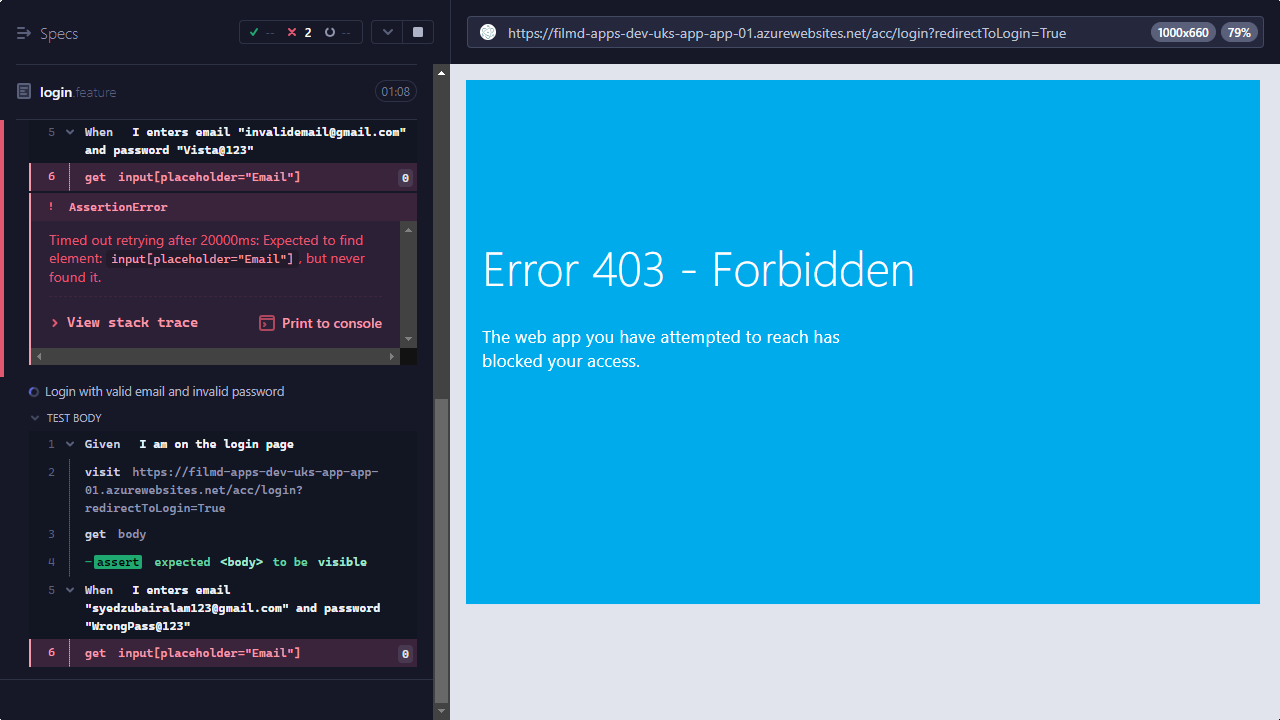 Specs
-- 2 --
https://filmd-apps-dev-uks-app-app-01.azurewebsites.net/acc/login?redirectToLogin=True
1000x660
79%
login.feature
01:08
5 When I enters email "invalidemail@gmail.com"
and password "Vista@123"
6 get input[placeholder="Email"] 0
! AssertionError
Timed out retrying after 20000ms: Expected to find
element: input[placeholder="Email"], but never
found it.
View stack trace
Print to console
Login with valid email and invalid password
TEST BODY
1 Given I am on the login page
2 visit https://filmd-apps-dev-uks-app-app-
01.azurewebsites.net/acc/login?
redirectToLogin=True
3 get body
4 -assert expected <body> to be visible
5 When I enters email
"syedzubairalam123@gmail.com" and password
"WrongPass@123"
6 get input[placeholder="Email"] 0
Error 403 - Forbidden
The web app you have attempted to reach has
blocked your access.